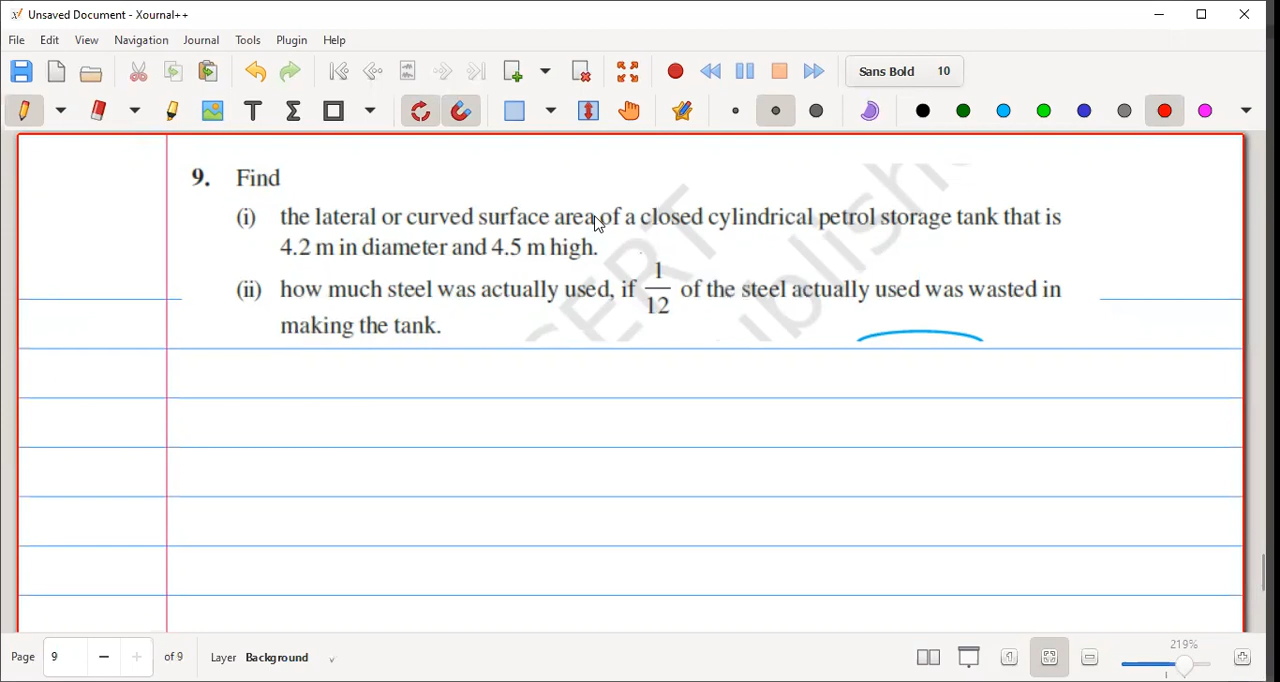 Unsaved Document - Xournal++
File Edit View Navigation Journal Tools Plugin Help
Sans Bold 10
9. Find
(i) the lateral or curved surface area of a closed cylindrical petrol storage tank that is
4.2 m in diameter and 4.5 m high.
(ii) how much steel was actually used, if 1/12 of the steel actually used was wasted in
making the tank.
Page 9 of 9 Layer Background 219%